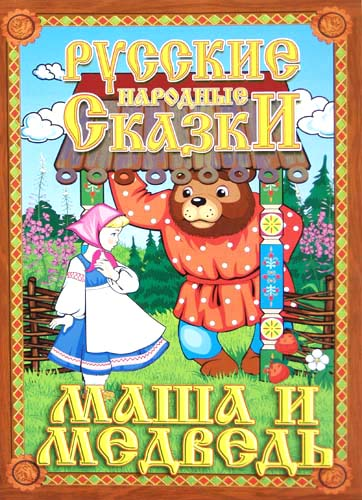 Русские
народные
Сказки
Маша и
медведь